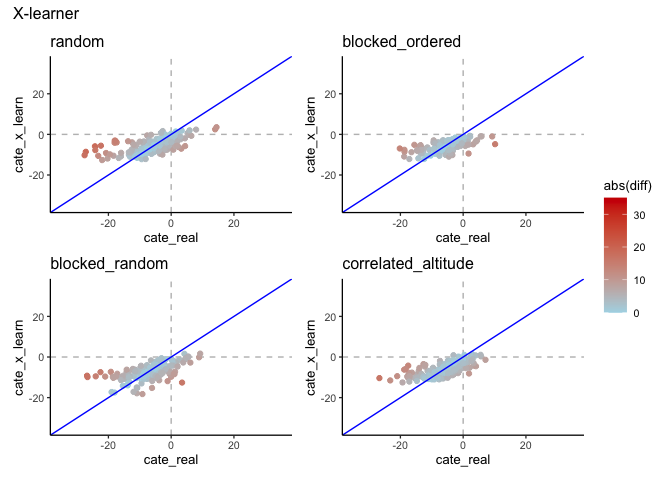 X-learner
random
blocked_ordered
20
0
-20
-20
0
20
cate_real
cate_x_learn
20
0
-20
-20
0
20
cate_real
cate_x_learn
blocked_random
correlated_altitude
20
0
-20
-20
0
20
cate_real
cate_x_learn
20
0
-20
-20
0
20
cate_real
cate_x_learn
abs(diff)
30
20
10
0